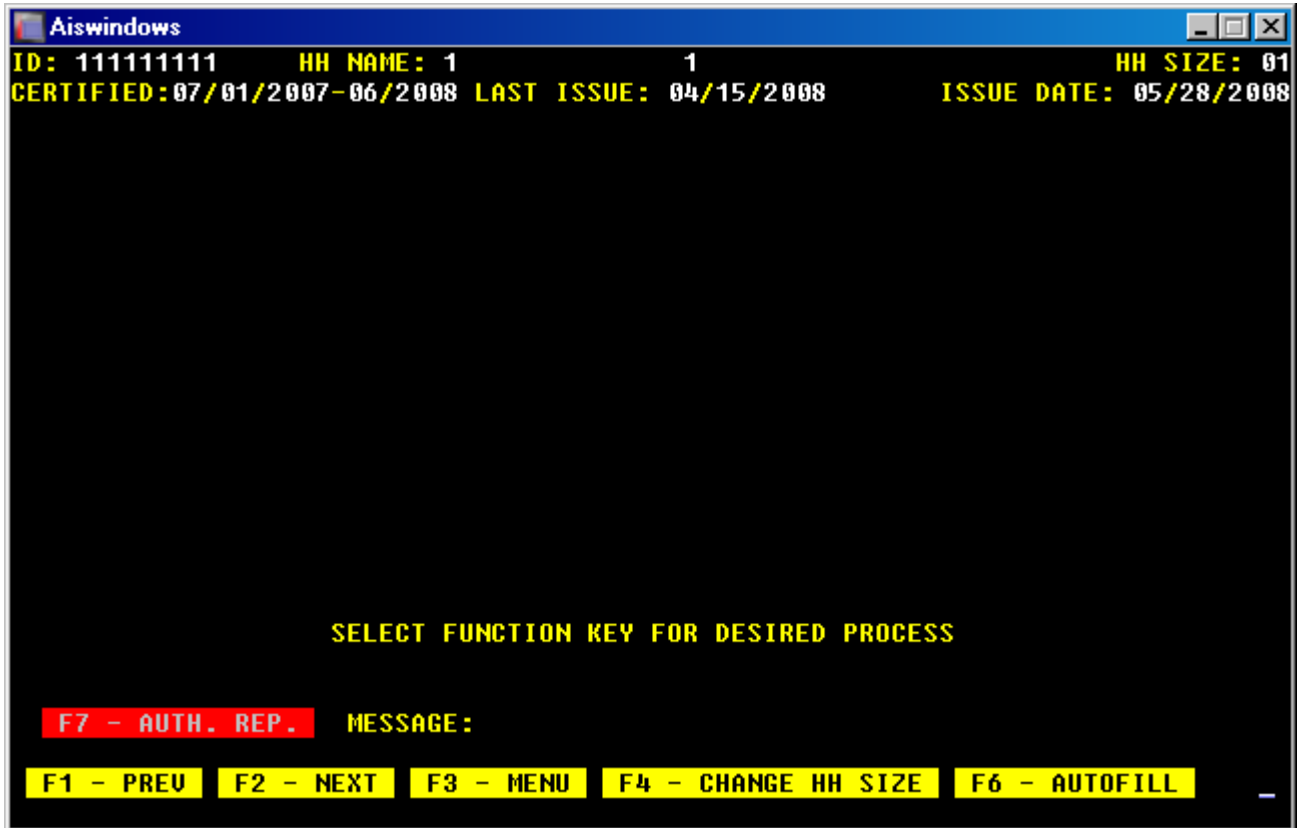 Aiswindows
ID: 111111111 HH NAME: 1 1 HH SIZE: 01
CERTIFIED:07/01/2007-06/2008 LAST ISSUE: 04/15/2008 ISSUE DATE: 05/28/2008
SELECT FUNCTION KEY FOR DESIRED PROCESS
F7 - AUTH. REP. MESSAGE:
F1 - PREV F2 - NEXT F3 - MENU F4 - CHANGE HH SIZE F6 - AUTOFILL _